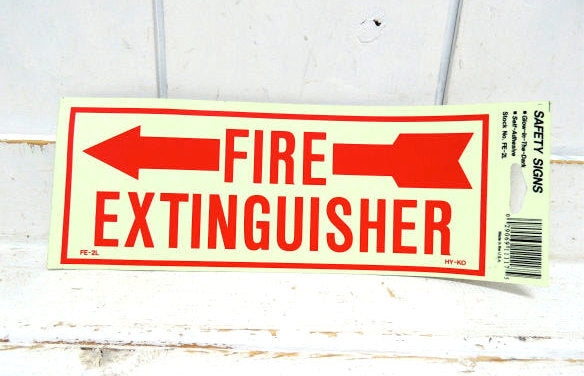 FIRE
EXTINGUISHER
FE-2L
HY-KO
SAFETY SIGNS
• Glow-In-The-Dark
• Self-Adhesive
Stock No. FE-2L
Made in the U.S.A.